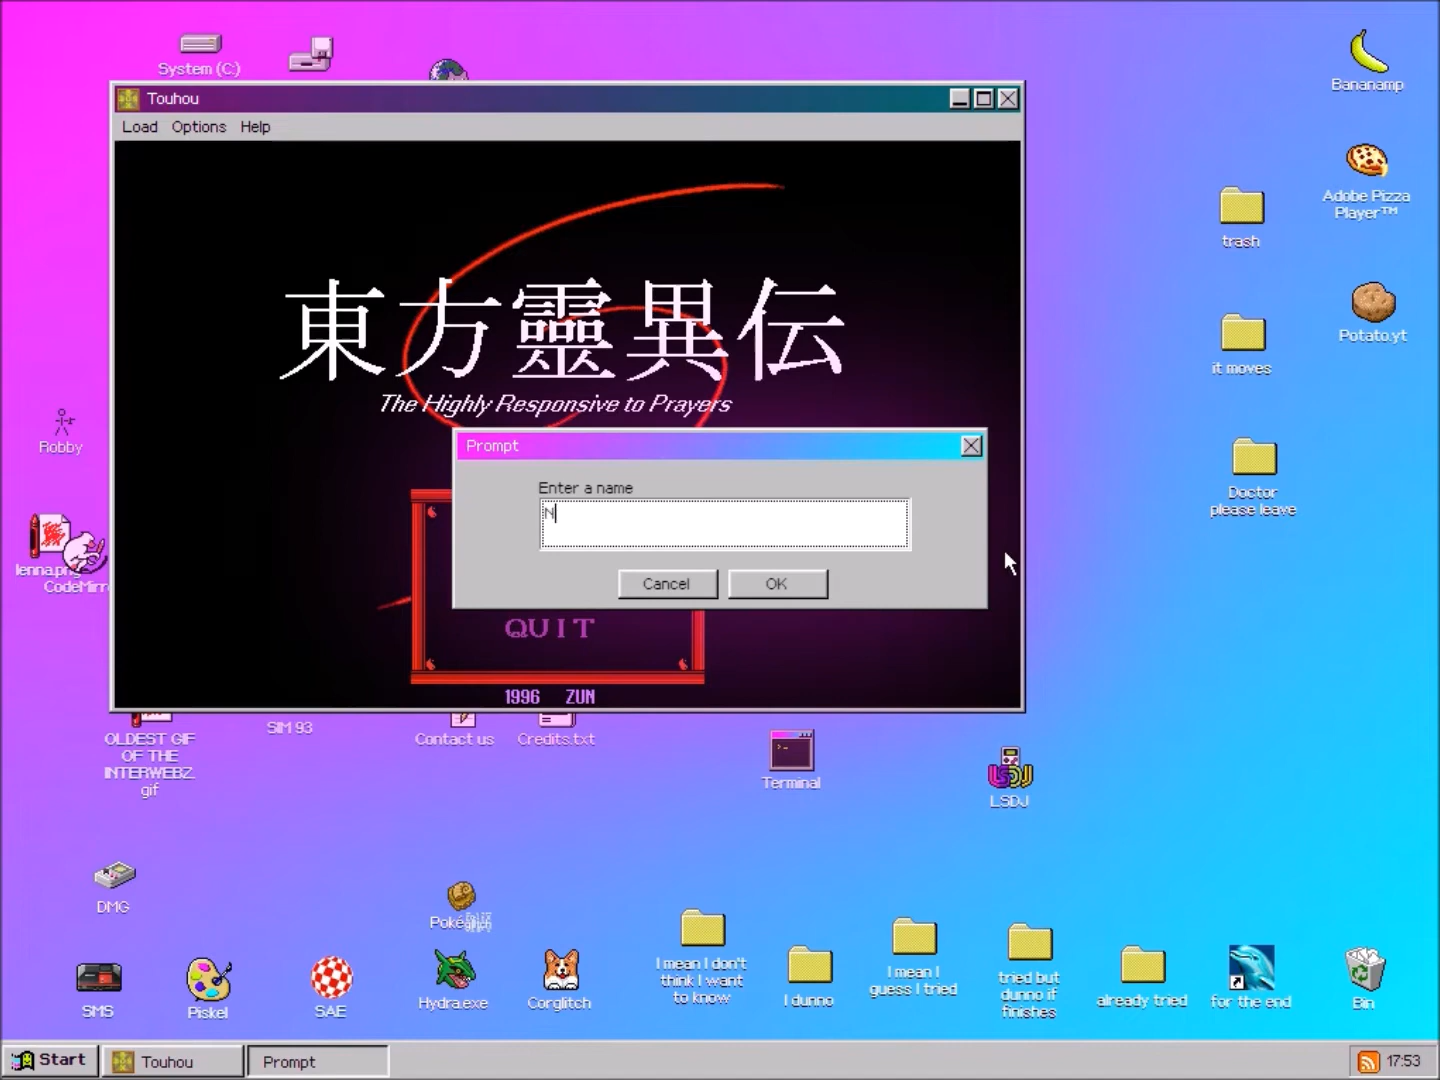 System (C:)
Touhou
Load Options Help
東方靈異伝
The Highly Responsive to Prayers
Prompt
Enter a name
N
Cancel
OK
QUIT
1996 ZUN
Bananamp
Adobe Pizza
Player™
trash
Potato.yt
it moves
Doctor
please leave
Robby
lenna.png
CodeMirr
OLDEST GIF
OF THE
INTERWEBZ.
gif
SIM 93
Contact us
Credits.txt
Terminal
LSDJ
DMG
Poké
SMS
Piskel
SAE
Hydra.exe
Corglitch
I mean I don't
think I want
to know
I dunno
I mean I
guess I tried
tried but
dunno if
finishes
already tried
for the end
Bin
Start
Touhou
Prompt
17:53